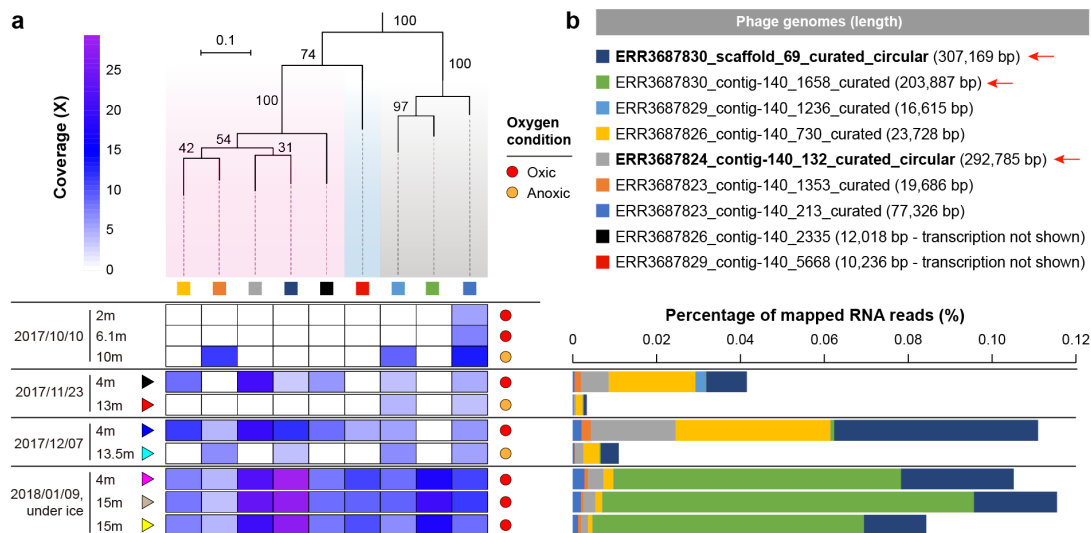 a
b
100
0.1
74
100
100
97
42
54
31
Coverage (X)
25
20
15
10
5
0
Oxygen
condition
Oxic
Anoxic
Phage genomes (length)
ERR3687830_scaffold_69_curated_circular (307,169 bp)
ERR3687830_contig-140_1658_curated (203,887 bp)
ERR3687829_contig-140_1236_curated (16,615 bp)
ERR3687826_contig-140_730_curated (23,728 bp)
ERR3687824_contig-140_132_curated_circular (292,785 bp)
ERR3687823_contig-140_1353_curated (19,686 bp)
ERR3687823_contig-140_213_curated (77,326 bp)
ERR3687826_contig-140_2335 (12,018 bp - transcription not shown)
ERR3687829_contig-140_5668 (10,236 bp - transcription not shown)
Percentage of mapped RNA reads (%)
0 0.02 0.04 0.06 0.08 0.10 0.12
2017/10/10
2m
6.1m
10m
2017/11/23
4m
13m
2017/12/07
4m
13.5m
2018/01/09,
under ice
4m
15m
15m